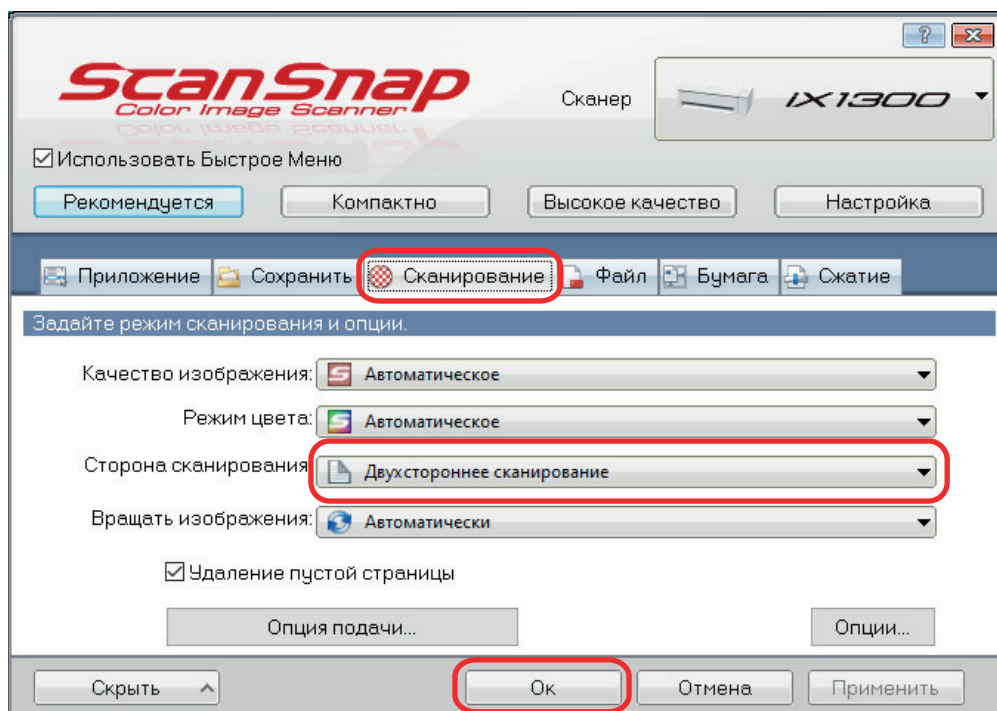 ScanSnap
Color Image Scanner
Сканер
iX1300
Использовать Быстрое Меню
Рекомендуется Компактно Высокое качество Настройка
Приложение Сохранить Сканирование Файл Бумага Сжатие
Задайте режим сканирования и опции.
Качество изображения: Автоматическое
Режим цвета: Автоматическое
Сторона сканирования Двухстороннее сканирование
Вращать изображения: Автоматически
Удаление пустой страницы
Опция подачи... Опции...
Скрыть Ок Отмена Применить